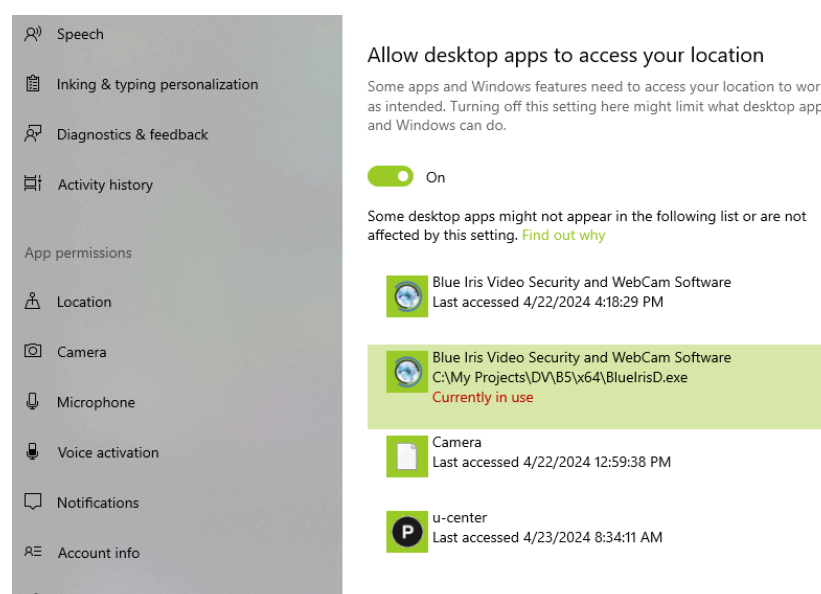 Speech
Inking & typing personalization
Diagnostics & feedback
Activity history
App permissions
Location
Camera
Microphone
Voice activation
Notifications
Account info
Allow desktop apps to access your location
Some apps and Windows features need to access your location to wor
as intended. Turning off this setting here might limit what desktop app
and Windows can do.
On
Some desktop apps might not appear in the following list or are not
affected by this setting. Find out why
Blue Iris Video Security and WebCam Software
Last accessed 4/22/2024 4:18:29 PM
Blue Iris Video Security and WebCam Software
C:\My Projects\DV\B5\x64\BlueIrisD.exe
Currently in use
Camera
Last accessed 4/22/2024 12:59:38 PM
P
u-center
Last accessed 4/23/2024 8:34:11 AM